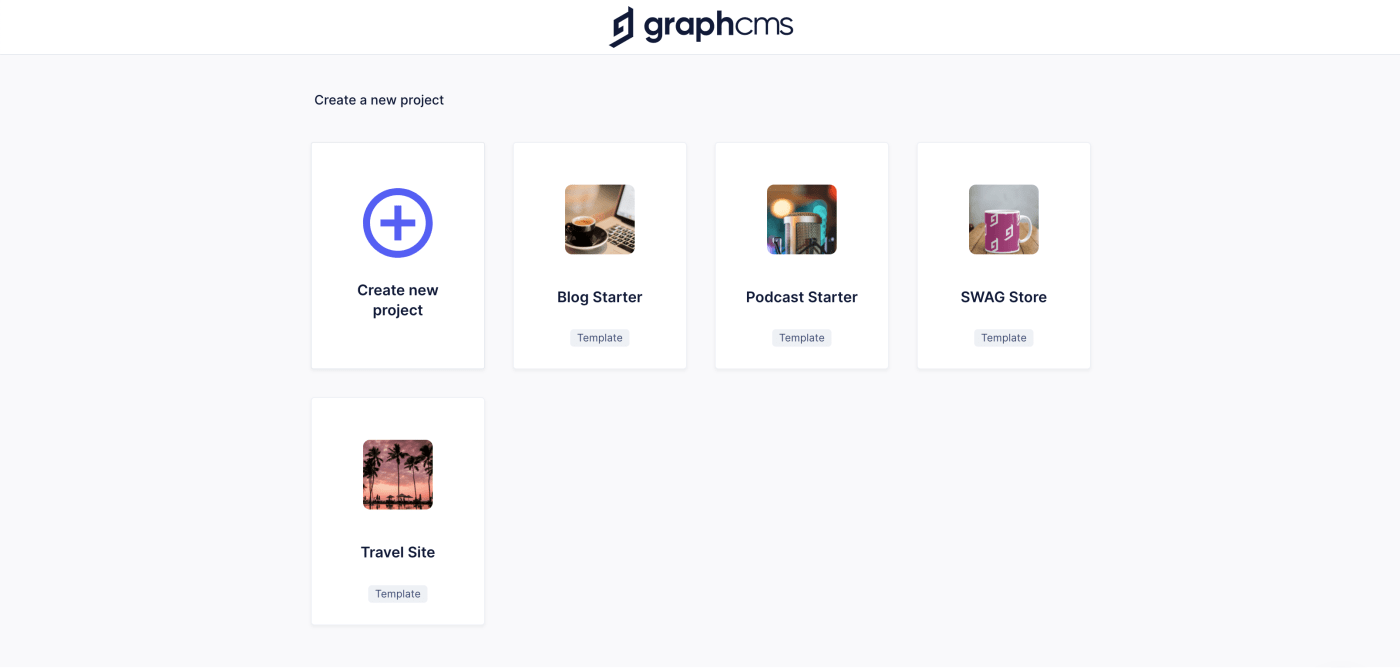 graphcms
Create a new project
Create new
project
Blog Starter
Template
Podcast Starter
Template
SWAG Store
Template
Travel Site
Template